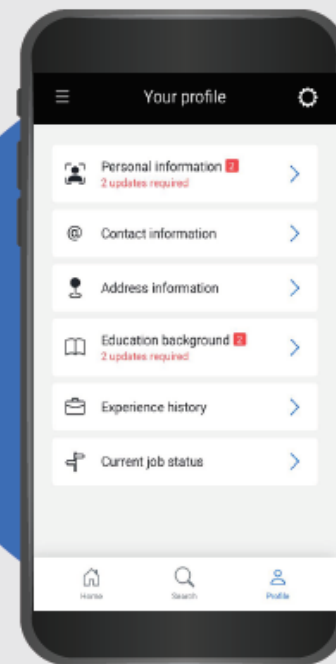 Your profile
Personal information 2
2 updates required
@ Contact information
Address information
Education background 2
2 updates required
Experience history
Current job status
Home Search Profile